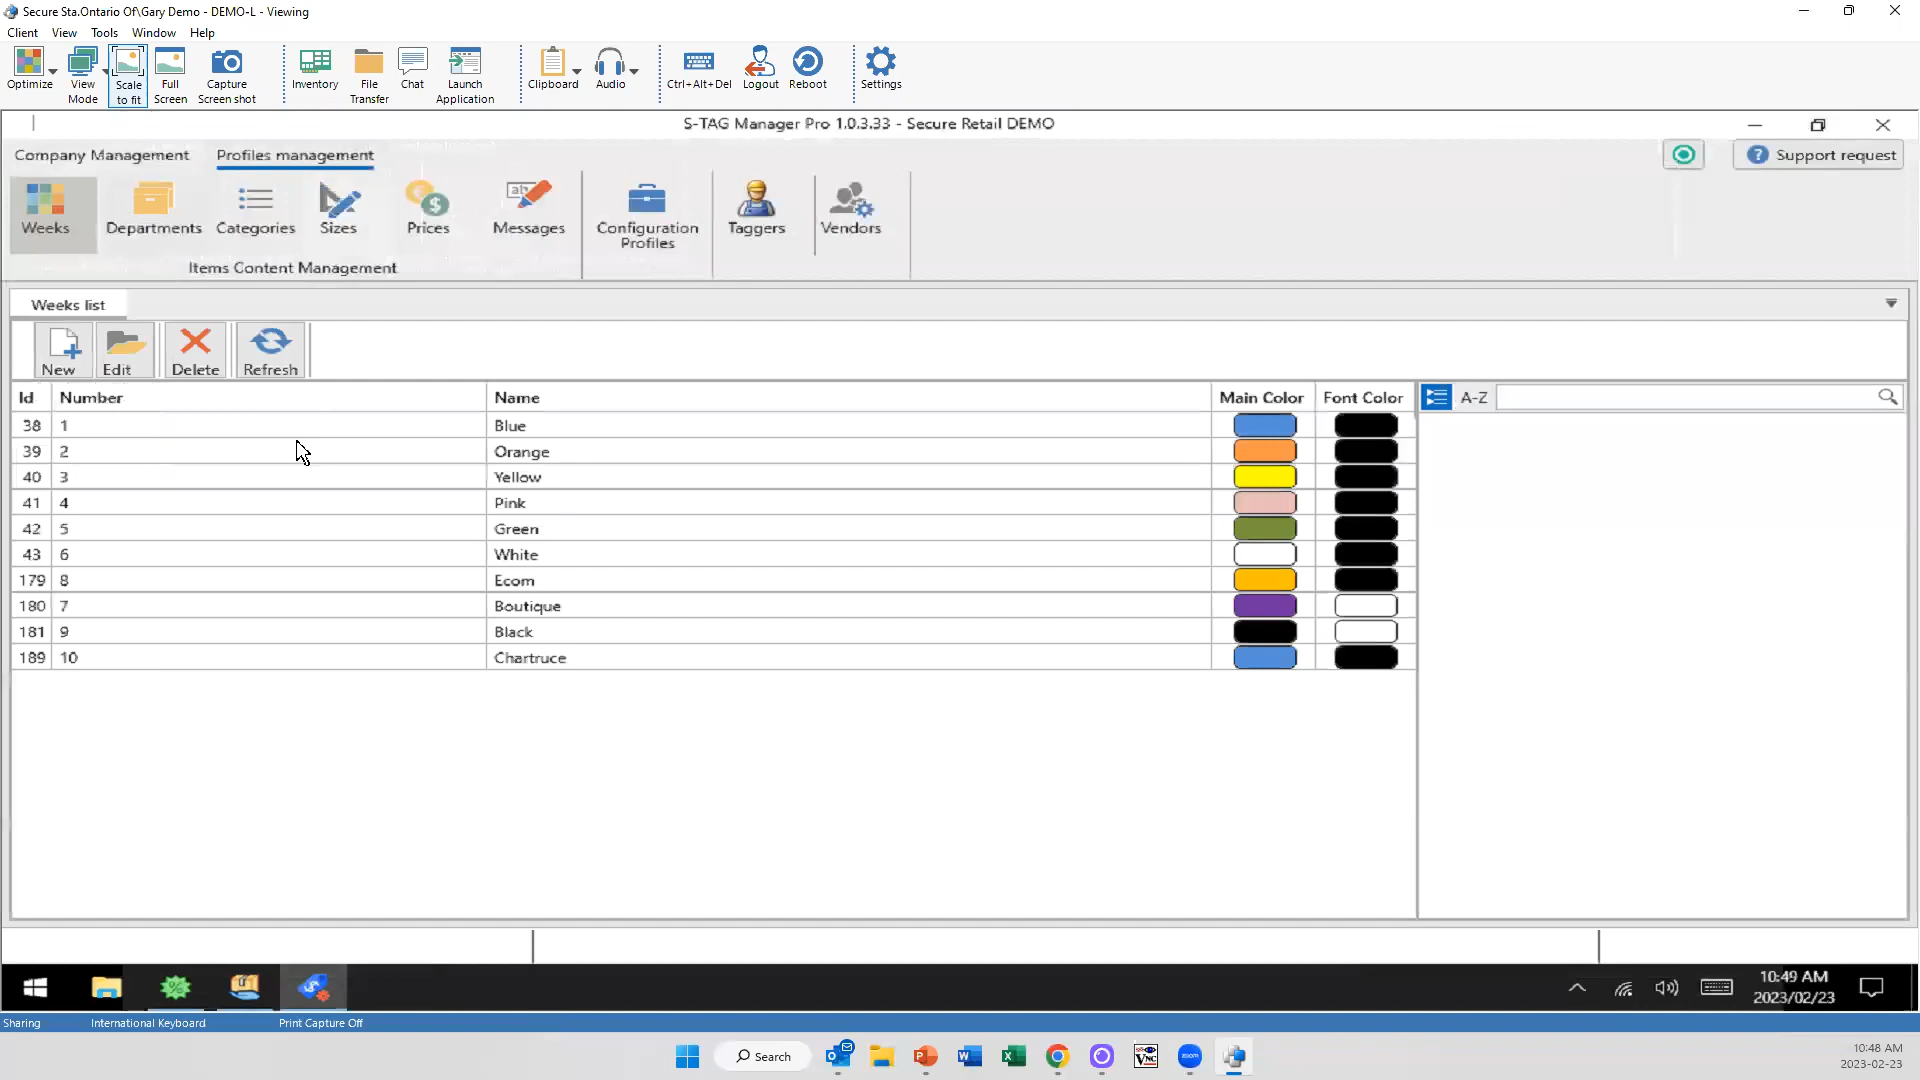 Secure Sta.Ontario Of\Gary Demo - DEMO-L - Viewing
Client View Tools Window Help
Optimize View Mode Scale to fit Full Screen Capture Screen shot Inventory File Transfer Chat Launch Application Clipboard Audio Ctrl+Alt+Del Logout Reboot Settings
S-TAG Manager Pro 1.0.3.33 - Secure Retail DEMO
Company Management Profiles management Support request
Weeks Departments Categories Sizes Prices Messages Configuration Profiles Taggers Vendors
Items Content Management
Weeks list
New Edit Delete Refresh
Id Number Name Main Color Font Color A-Z
38 1 Blue
39 2 Orange
40 3 Yellow
41 4 Pink
42 5 Green
43 6 White
179 8 Ecom
180 7 Boutique
181 9 Black
189 10 Chartruce
10:49 AM
2023/02/23
Sharing International Keyboard Print Capture Off
Search
10:48 AM
2023-02-23